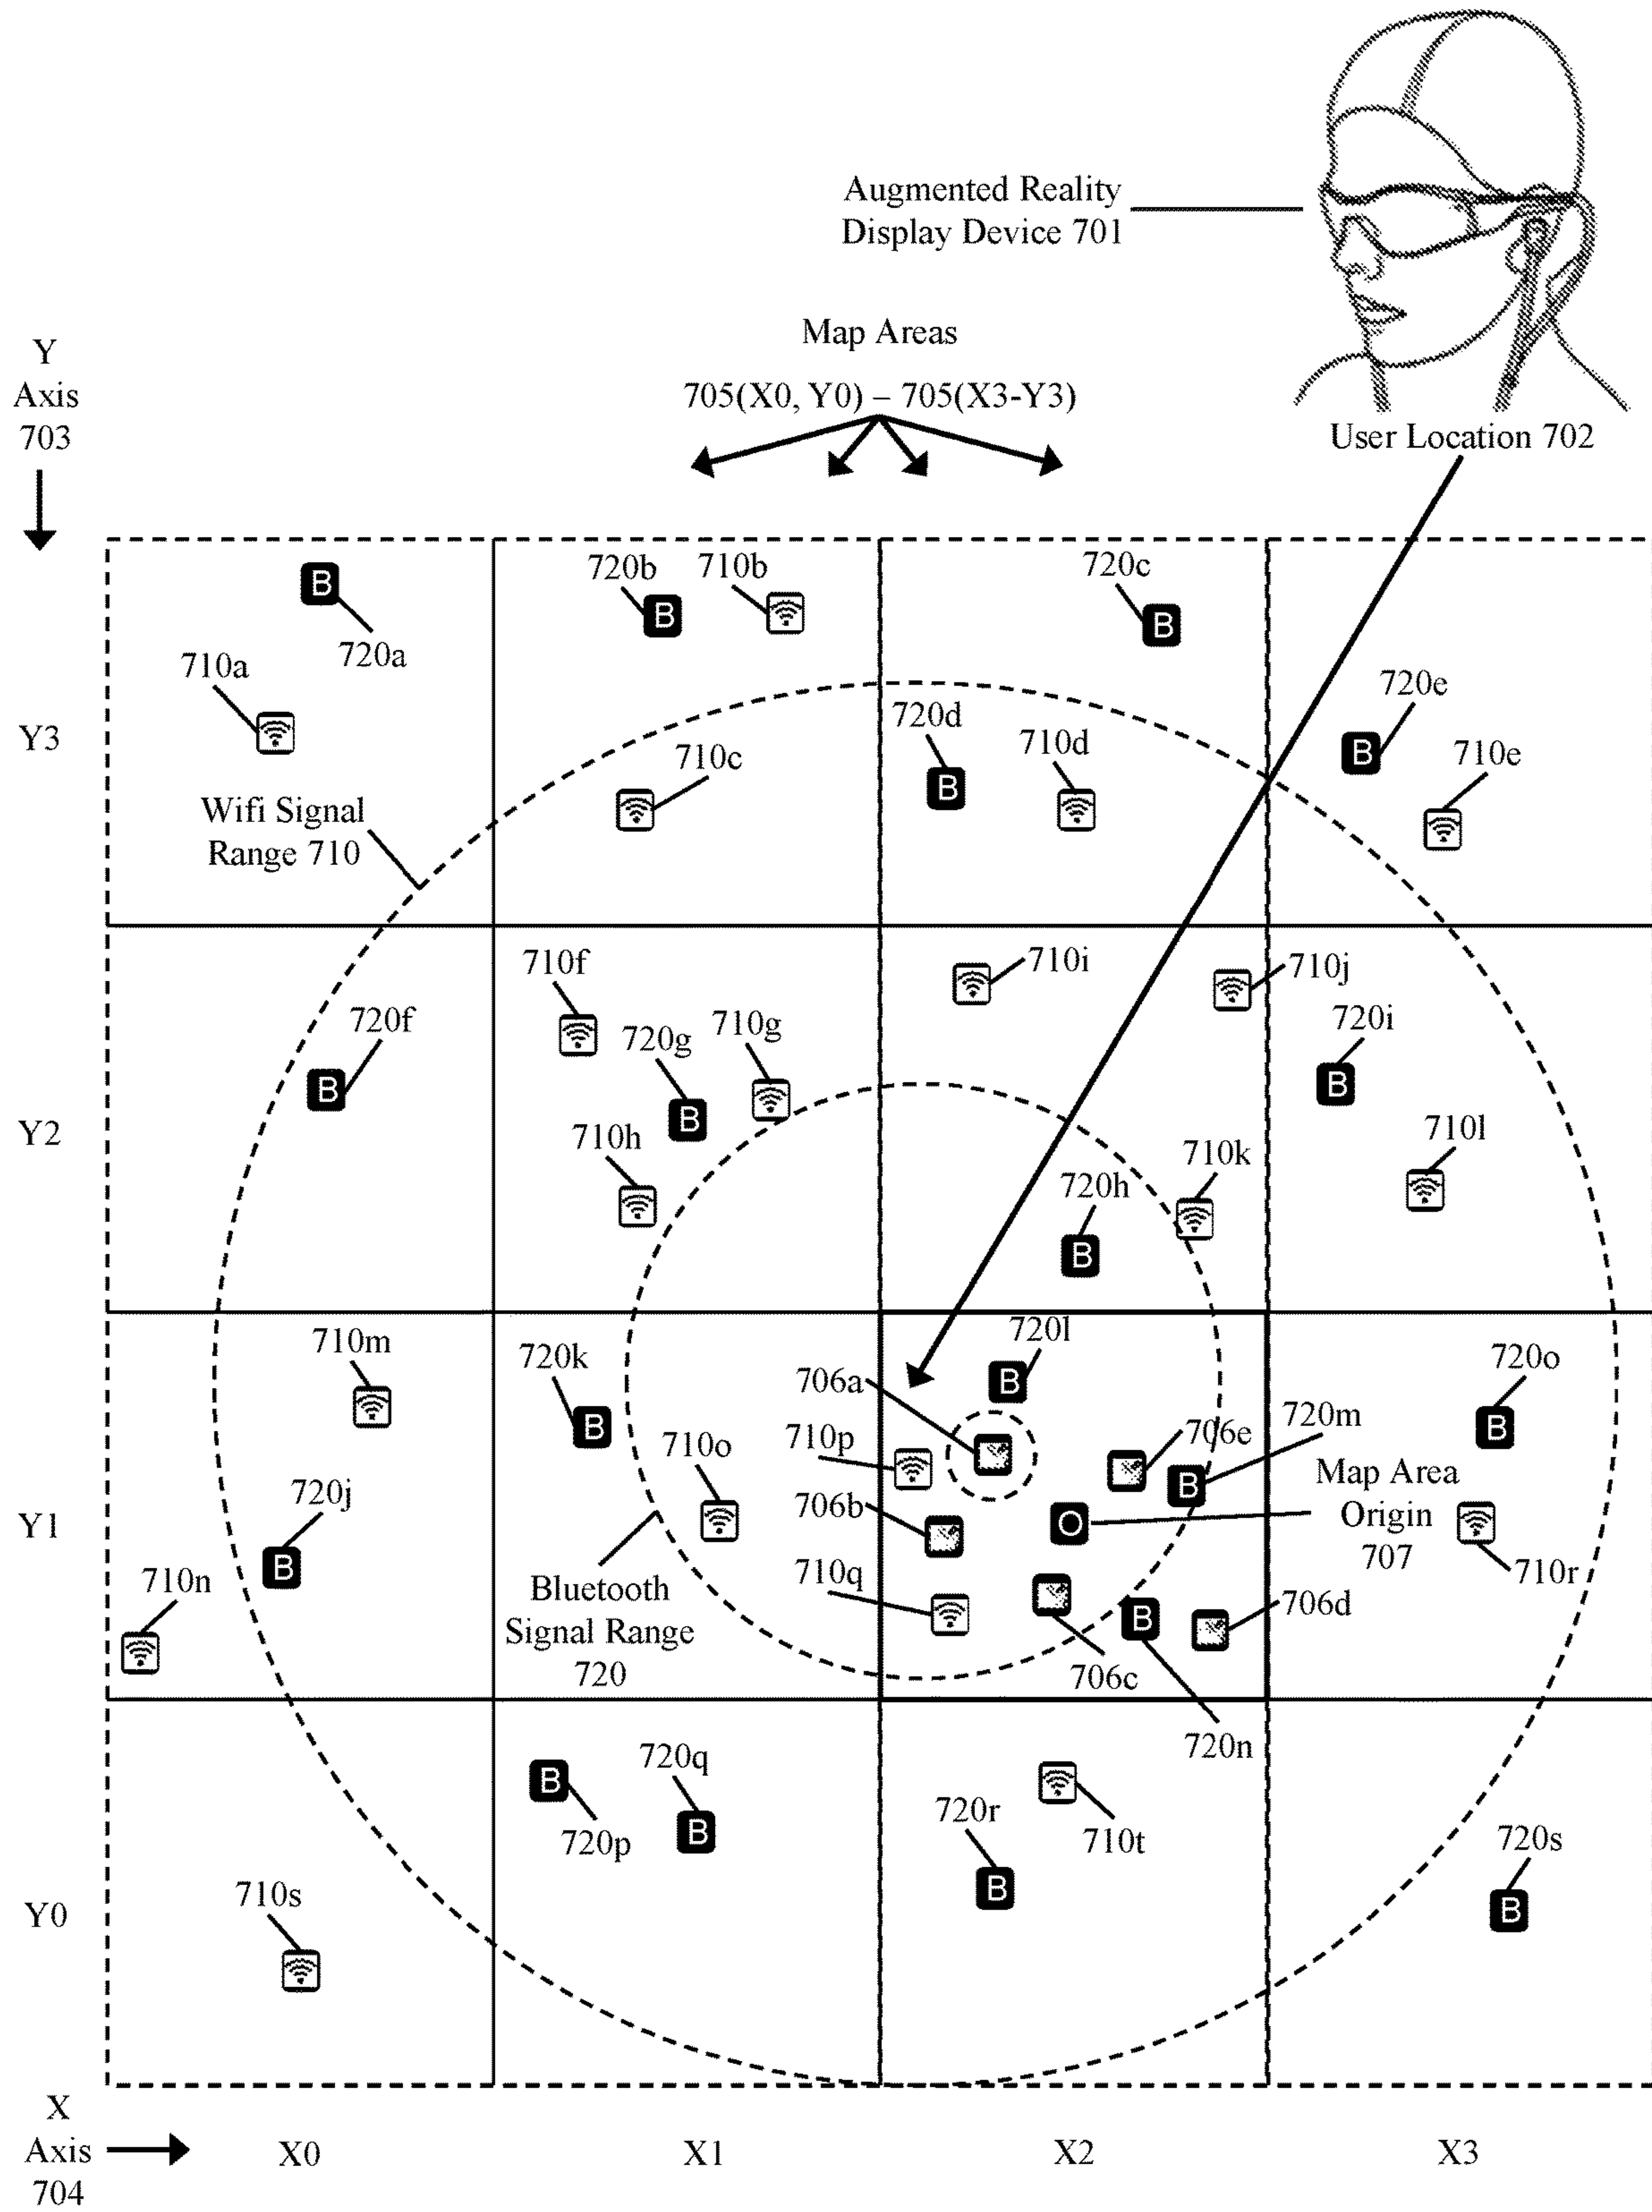 Augmented Reality
Display Device 701
Map Areas
705(X0, Y0) – 705(X3-Y3)
User Location 702
Y
Axis
703
720b
710b
720c
B
B
B
B
720a
710a
720e
Y3
720d
710d
710c
B
B
710e
Wifi Signal
Range 710
710f
710i
710j
720f
720g
710g
720i
B
B
B
Y2
710h
710k
710l
720h
B
710m
720k
720l
720o
706a
B
B
B
710o
710p
706e
720m
B
Map Area
Origin
707
720j
706b
O
Y1
B
710n
Bluetooth
Signal Range
720
710q
B
706d
710r
706c
720n
720q
B
B
720p
720r
710t
720s
B
B
710s
Y0
X
Axis
704
X0
X1
X2
X3